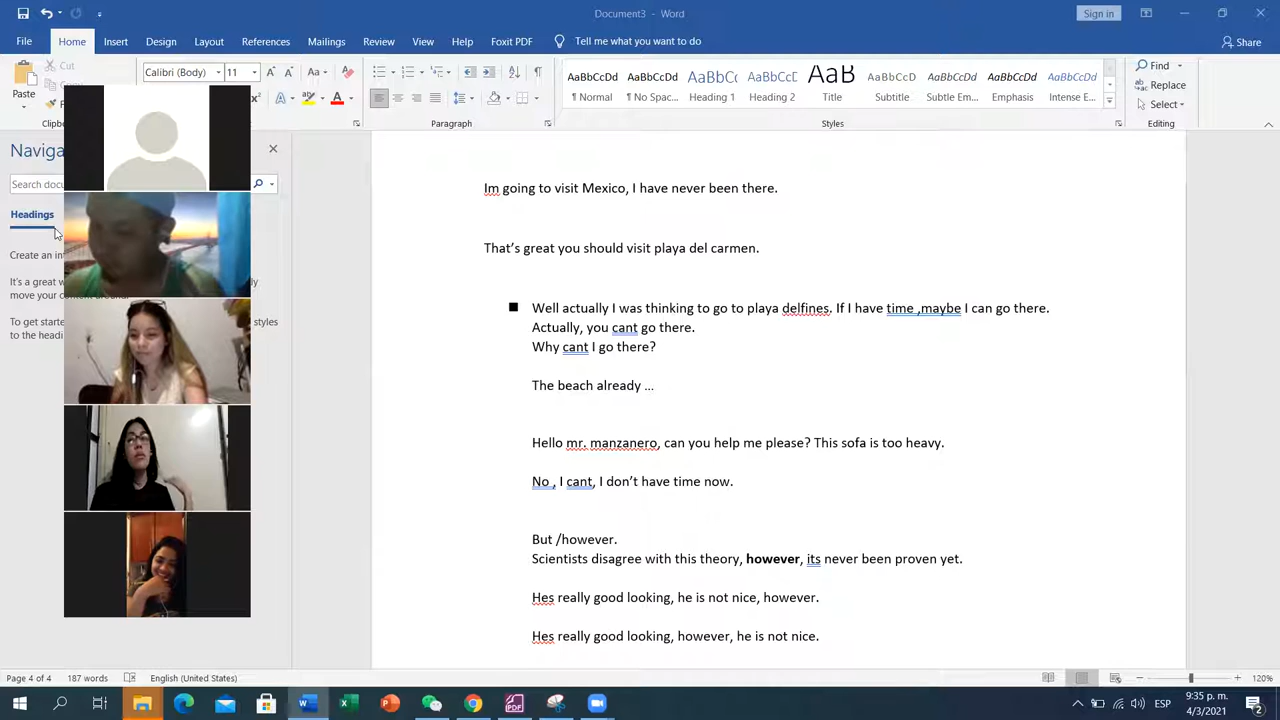 Document3 - Word
Sign in
File Home Insert Design Layout References Mailings Review View Help Foxit PDF Tell me what you want to do Share
Paste
Cut
Calibri (Body) 11
Paragraph
AaBbCcDd AaBbCcDd AaBbCc AaBbCcD AaB AaBbCcD AaBbCcDd AaBbCcDd AaBbCcDd
¶ Normal ¶ No Spac... Heading 1 Heading 2 Title Subtitle Subtle Em... Emphasis Intense E...
Styles
Find
Replace
Select
Editing
Headings
Im going to visit Mexico, I have never been there.
That’s great you should visit playa del carmen.
Well actually I was thinking to go to playa delfines. If I have time ,maybe I can go there.
Actually, you cant go there.
Why cant I go there?
The beach already …
Hello mr. manzanero, can you help me please? This sofa is too heavy.
No , I cant, I don’t have time now.
But /however.
Scientists disagree with this theory, however, its never been proven yet.
Hes really good looking, he is not nice, however.
Hes really good looking, however, he is not nice.
Page 4 of 4 187 words English (United States) 120%
ESP
9:35 p. m.
4/3/2021